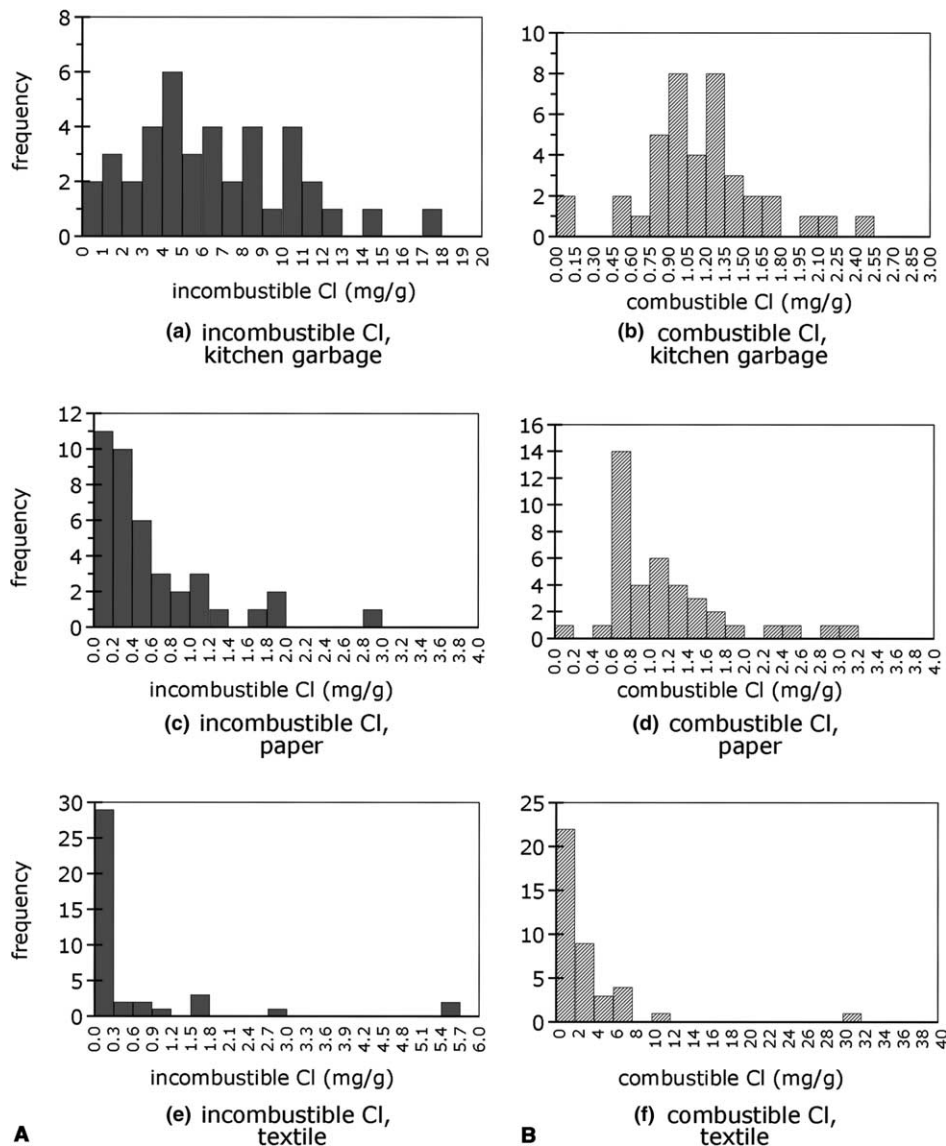 8
6
4
2
0
frequency
0 1 2 3 4 5 6 7 8 9 10 11 12 13 14 15 16 17 18 19 20
incombustible Cl (mg/g)
(a) incombustible Cl,
kitchen garbage
10
8
6
4
2
0
0.00 0.15 0.30 0.45 0.60 0.75 0.90 1.05 1.20 1.35 1.50 1.65 1.80 1.95 2.10 2.25 2.40 2.55 2.70 2.85 3.00
combustible Cl (mg/g)
(b) combustible Cl,
kitchen garbage
12
10
8
6
4
2
0
frequency
0.0 0.2 0.4 0.6 0.8 1.0 1.2 1.4 1.6 1.8 2.0 2.2 2.4 2.6 2.8 3.0 3.2 3.4 3.6 3.8 4.0
incombustible Cl (mg/g)
(c) incombustible Cl,
paper
16
14
12
10
8
6
4
2
0
0.0 0.2 0.4 0.6 0.8 1.0 1.2 1.4 1.6 1.8 2.0 2.2 2.4 2.6 2.8 3.0 3.2 3.4 3.6 3.8 4.0
combustible Cl (mg/g)
(d) combustible Cl,
paper
30
25
20
15
10
5
0
frequency
0.0 0.3 0.6 0.9 1.2 1.5 1.8 2.1 2.4 2.7 3.0 3.3 3.6 3.9 4.2 4.5 4.8 5.1 5.4 5.7 6.0
incombustible Cl (mg/g)
(e) incombustible Cl,
textile
A
25
20
15
10
5
0
0 2 4 6 8 10 12 14 16 18 20 22 24 26 28 30 32 34 36 38 40
combustible Cl (mg/g)
(f) combustible Cl,
textile
B